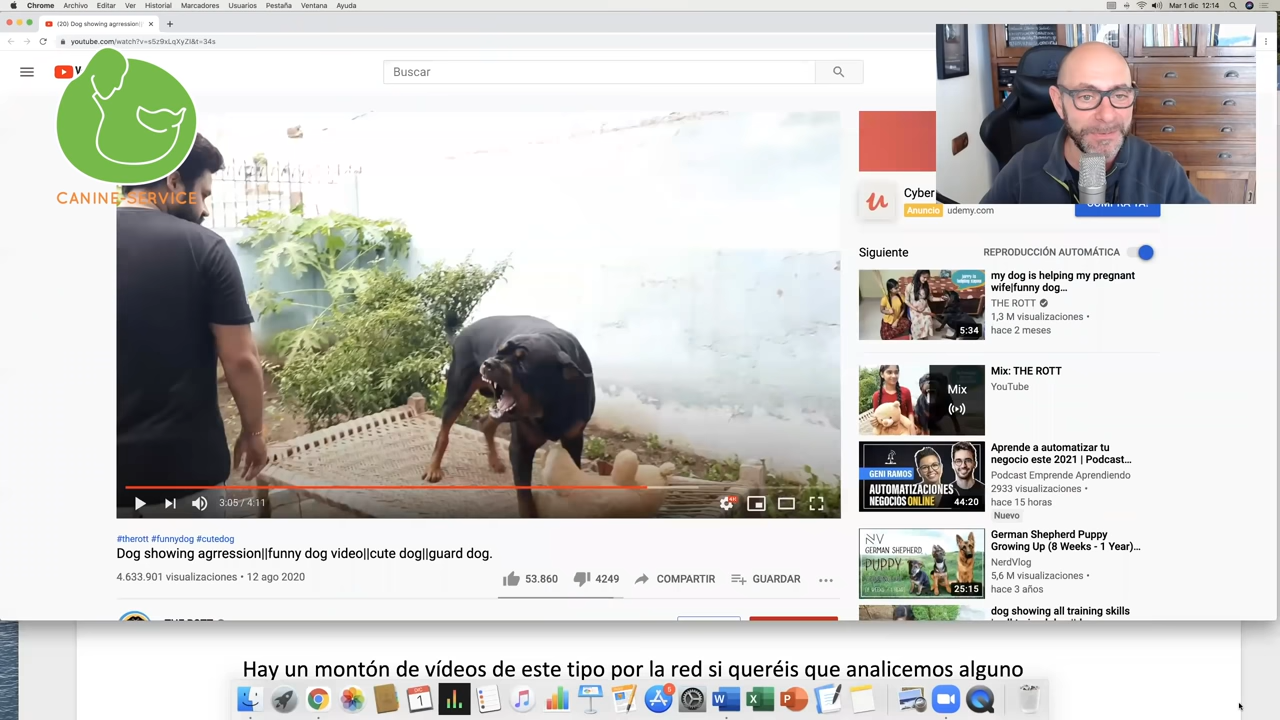 Chrome Archivo Editar Ver Historial Marcadores Usuarios Pestaña Ventana Ayuda
Mar 1 dic 12:14
(20) Dog showing agrression||
youtube.com/watch?v=s5z9xLqXyZI&t=34s
Buscar
CANINE SERVICE
Cyber
Anuncio udemy.com
Siguiente
REPRODUCCIÓN AUTOMÁTICA
my dog is helping my pregnant
wife|funny dog...
THE ROTT
1,3 M visualizaciones •
hace 2 meses
5:34
Mix: THE ROTT
YouTube
Mix
Aprende a automatizar tu
negocio este 2021 | Podcast...
Podcast Emprende Aprendiendo
2933 visualizaciones •
hace 15 horas
Nuevo
GENI RAMOS
AUTOMATIZACIONES
NEGOCIOS ONLINE
44:20
German Shepherd Puppy
Growing Up (8 Weeks - 1 Year)...
NerdVlog
5,6 M visualizaciones •
hace 3 años
NV
GERMAN SHEPHERD
PUPPY
25:15
dog showing all training skills
3:05 / 4:11
#therott #funnydog #cutedog
Dog showing agrression||funny dog video||cute dog||guard dog.
4.633.901 visualizaciones • 12 ago 2020
53.860
4249
COMPARTIR
GUARDAR
Hay un montón de vídeos de este tipo por la red si queréis que analicemos alguno